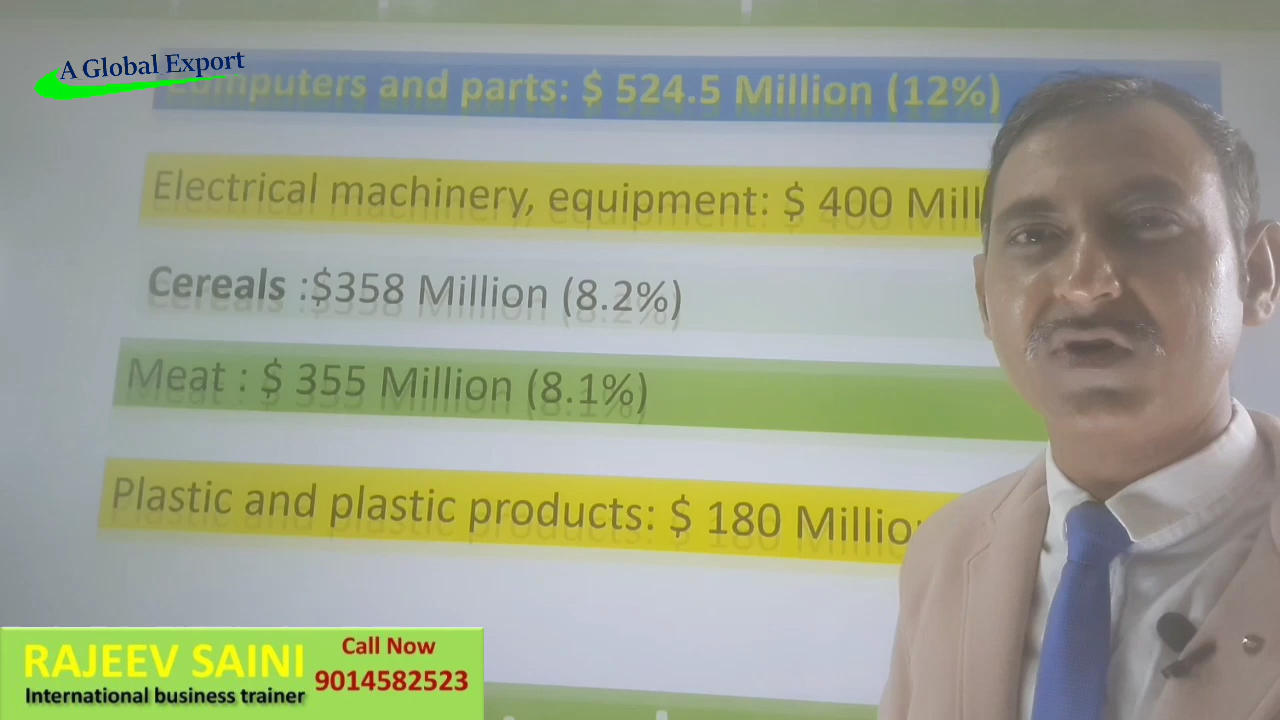 A Global Export
Computers and parts: $ 524.5 Million (12%)
Electrical machinery, equipment: $ 400 Mill
Cereals :$358 Million (8.2%)
Meat : $ 355 Million (8.1%)
Plastic and plastic products: $ 180 Millio
RAJEEV SAINI
International business trainer
Call Now
9014582523